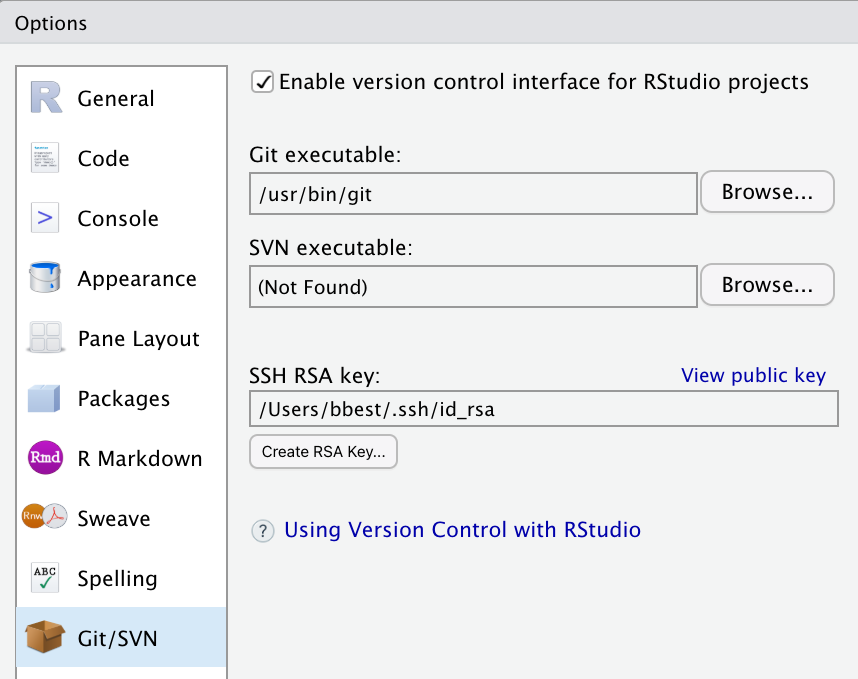 Options
General
Code
Console
Appearance
Pane Layout
Packages
Rmd
R Markdown
Rnw
Sweave
ABC
Spelling
Git/SVN
Enable version control interface for RStudio projects
Git executable:
/usr/bin/git
Browse...
SVN executable:
(Not Found)
Browse...
SSH RSA key:
View public key
/Users/bbest/.ssh/id_rsa
Create RSA Key...
? Using Version Control with RStudio